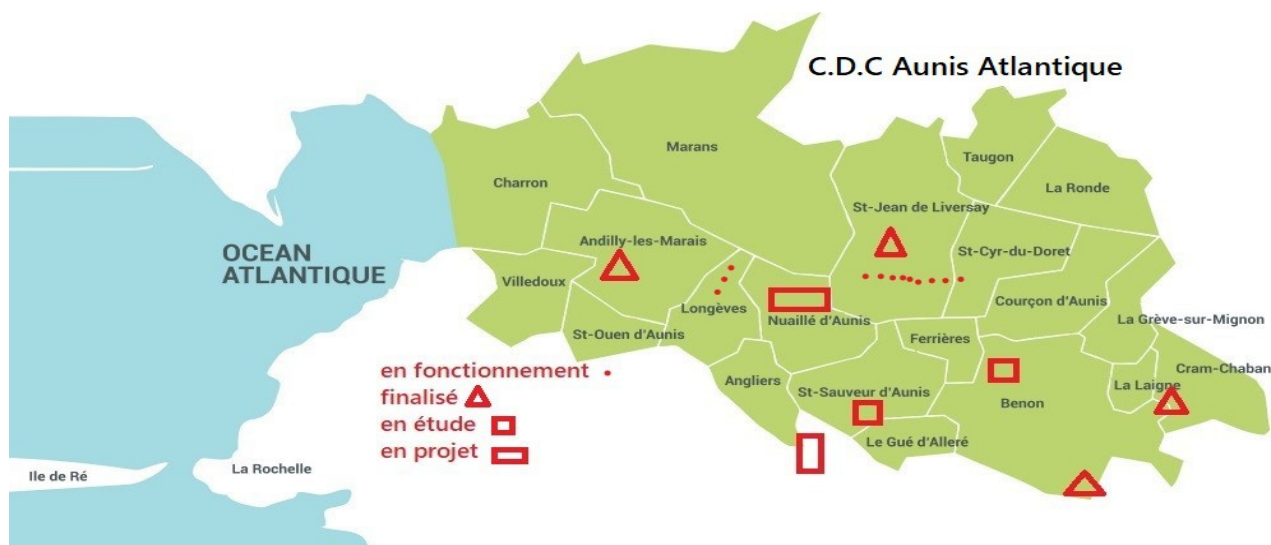 C.D.C Aunis Atlantique
Marans
Taugon
Charron
La Ronde
St-Jean de Liversay
Andilly-les-Marais
OCEAN
ATLANTIQUE
St-Cyr-du-Doret
Villedoux
Longèves
Courçon d'Aunis
Nuaillé d'Aunis
La Grève-sur-Mignon
St-Ouen d'Aunis
Ferrières
en fonctionnement
Angliers
St-Sauveur d'Aunis
Cram-Chaban
La Laigne
finalisé
Benon
en étude
Le Gué d'Alleré
en projet
La Rochelle
Ile de Ré